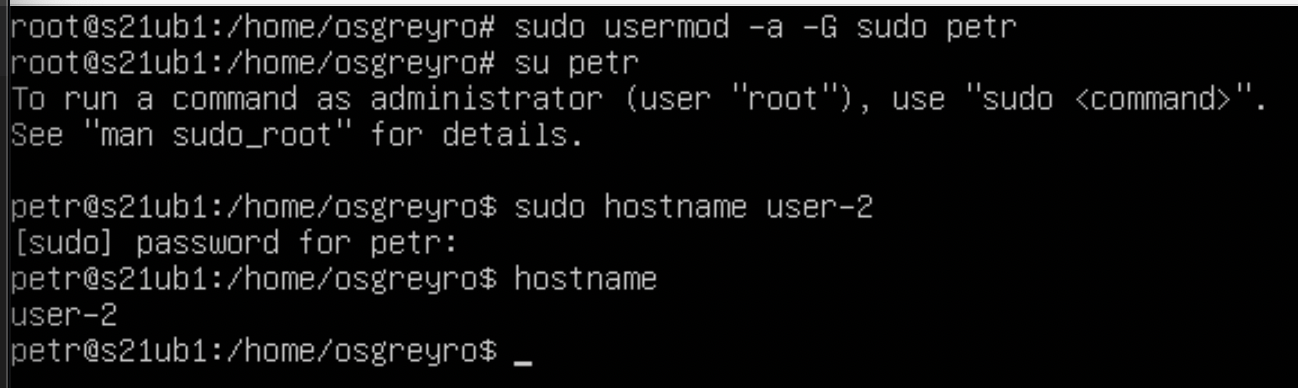 root@s21ub1:/home/osgreyro# sudo usermod -a -G sudo petr
root@s21ub1:/home/osgreyro# su petr
To run a command as administrator (user "root"), use "sudo <command>".
See "man sudo_root" for details.
petr@s21ub1:/home/osgreyro$ sudo hostname user-2
[sudo] password for petr:
petr@s21ub1:/home/osgreyro$ hostname
user-2
petr@s21ub1:/home/osgreyro$ _